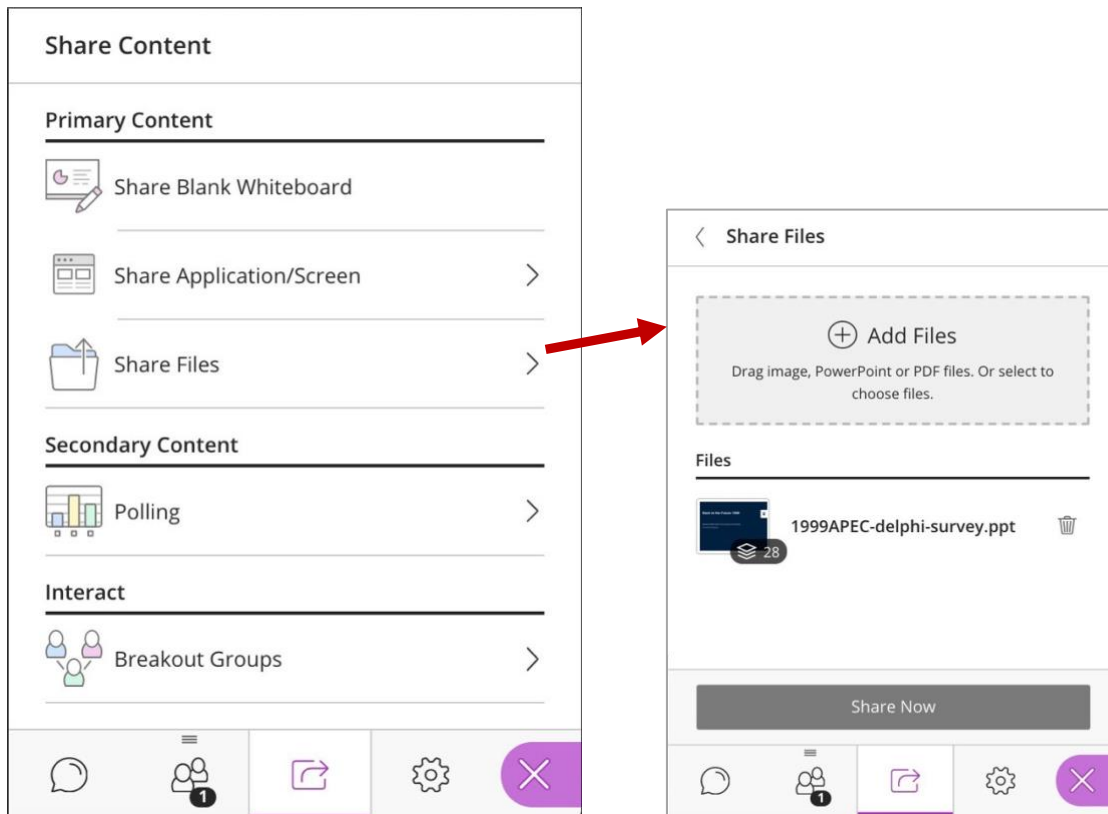 Share Content
Primary Content
Share Blank Whiteboard
Share Application/Screen
Share Files
Secondary Content
Polling
Interact
Breakout Groups
1
Share Files
Add Files
Drag image, PowerPoint or PDF files. Or select to
choose files.
Files
1999APEC-delphi-survey.ppt
28
Share Now
1